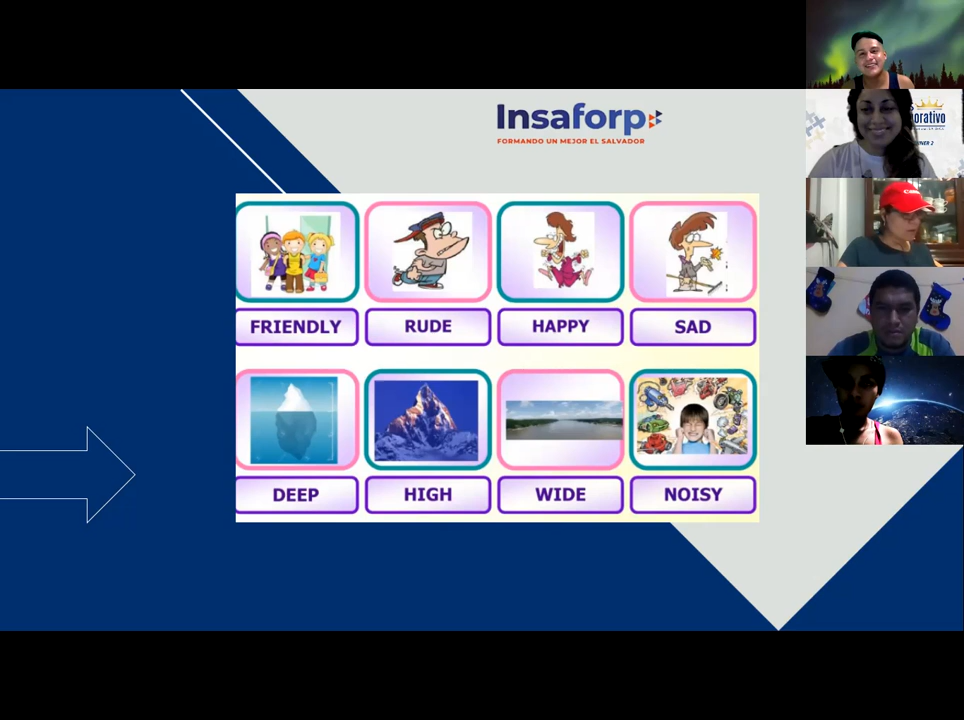 Insaforp
FORMANDO UN MEJOR EL SALVADOR
FRIENDLY
RUDE
HAPPY
SAD
DEEP
HIGH
WIDE
NOISY